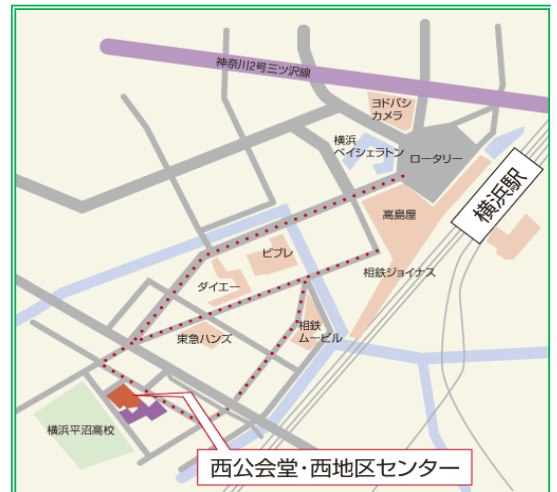 神奈川2号三ツ沢線
ヨドバシ
カメラ
横浜
ベイシェラトン
ロータリー
横浜駅
高島屋
ビブレ
相鉄ジョイナス
ダイエー
東急ハンズ
相鉄
ムービル
横浜平沼高校
西公会堂・西地区センター